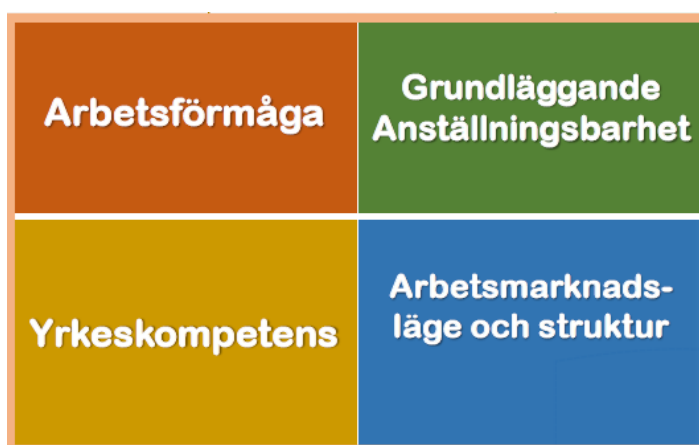 Arbetsförmåga
Grundläggande
Anställningsbarhet
Yrkeskompetens
Arbetsmarknads-
läge och struktur